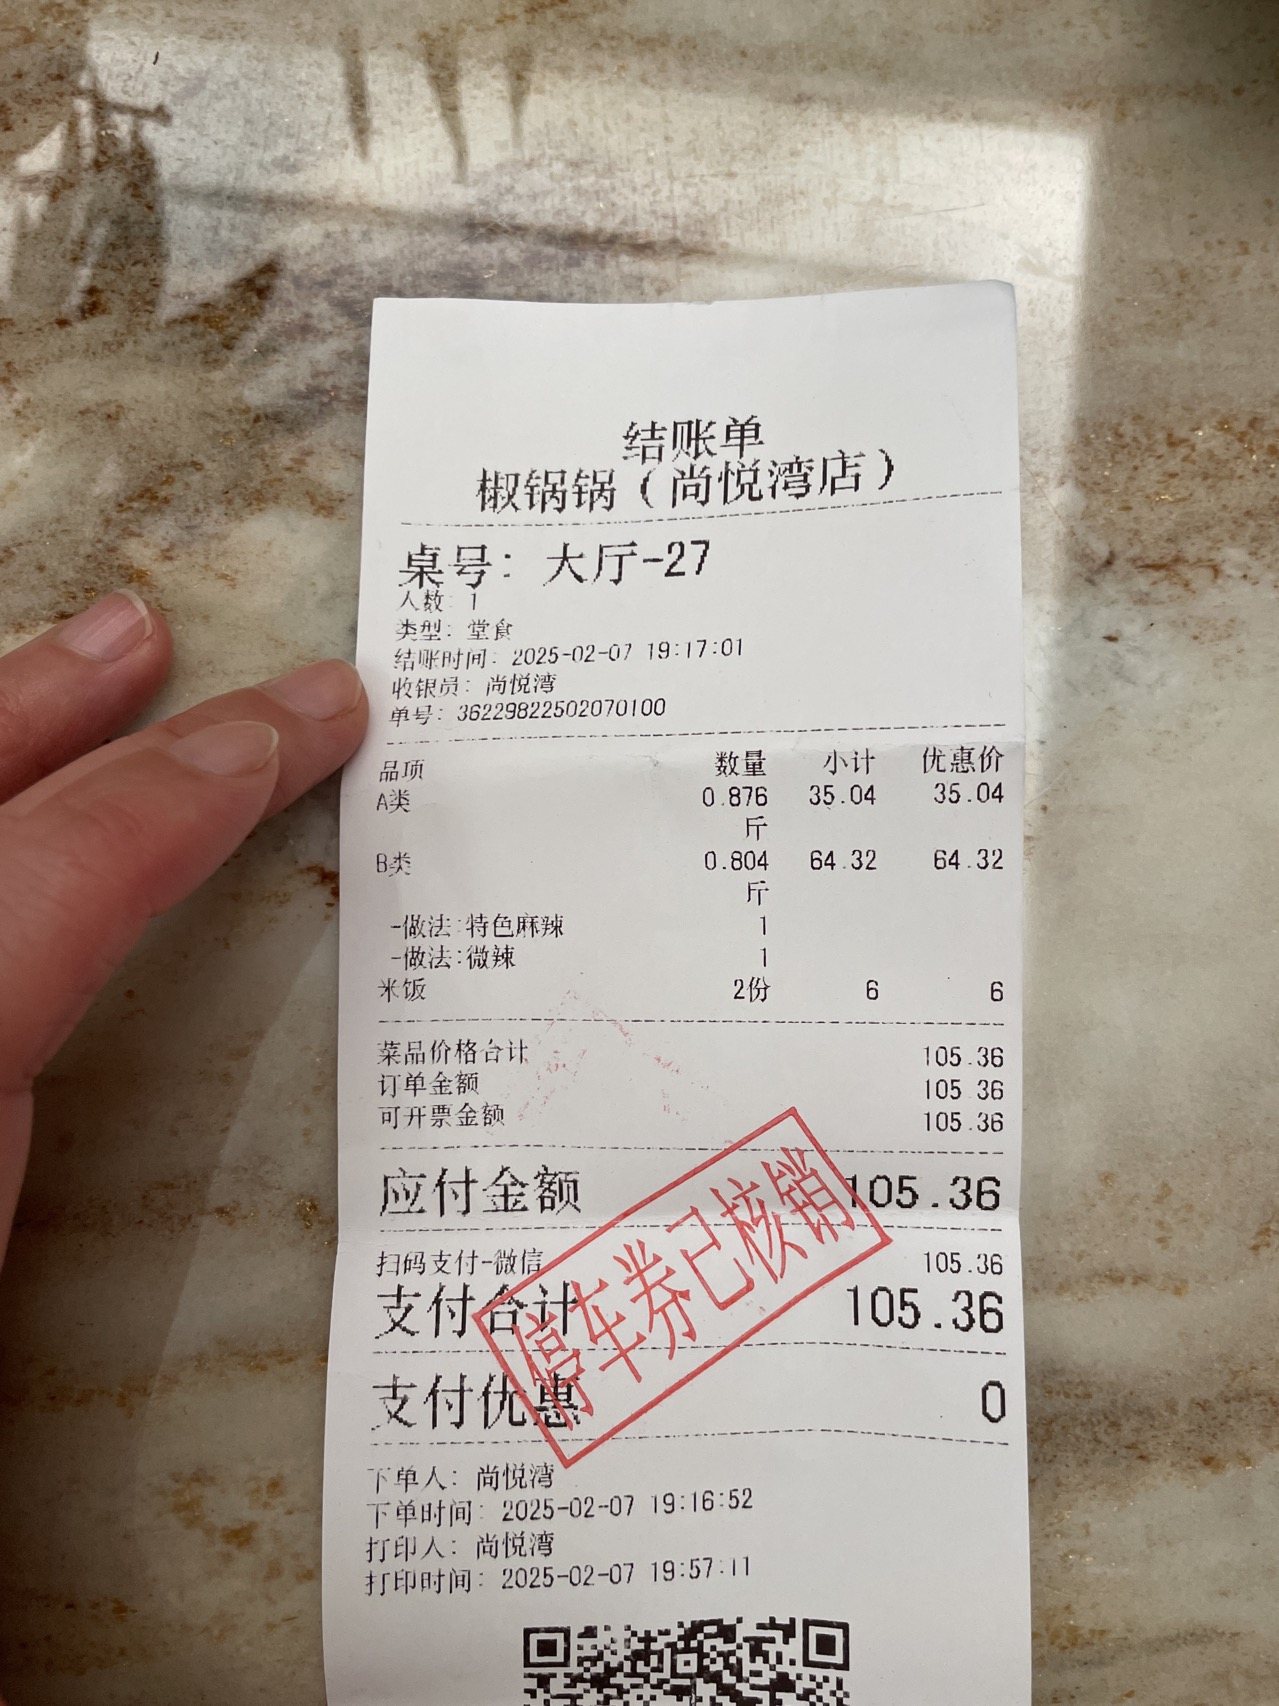 结账单
椒锅锅（尚悦湾店）
桌号：大厅-27
人数：1
类型：堂食
结账时间：2025-02-07 19:17:01
收银员：尚悦湾
单号：36229822502070100
品项 数量 小计 优惠价
A类 0.876 35.04 35.04
斤
B类 0.804 64.32 64.32
斤
-做法:特色麻辣 1
-做法:微辣 1
米饭 2份 6 6
菜品价格合计 105.36
订单金额 105.36
可开票金额 105.36
应付金额 105.36
扫码支付-微信 105.36
支付合计 105.36
停车券已核销
支付优惠 0
下单人：尚悦湾
下单时间：2025-02-07 19:16:52
打印人：尚悦湾
打印时间：2025-02-07 19:57:11